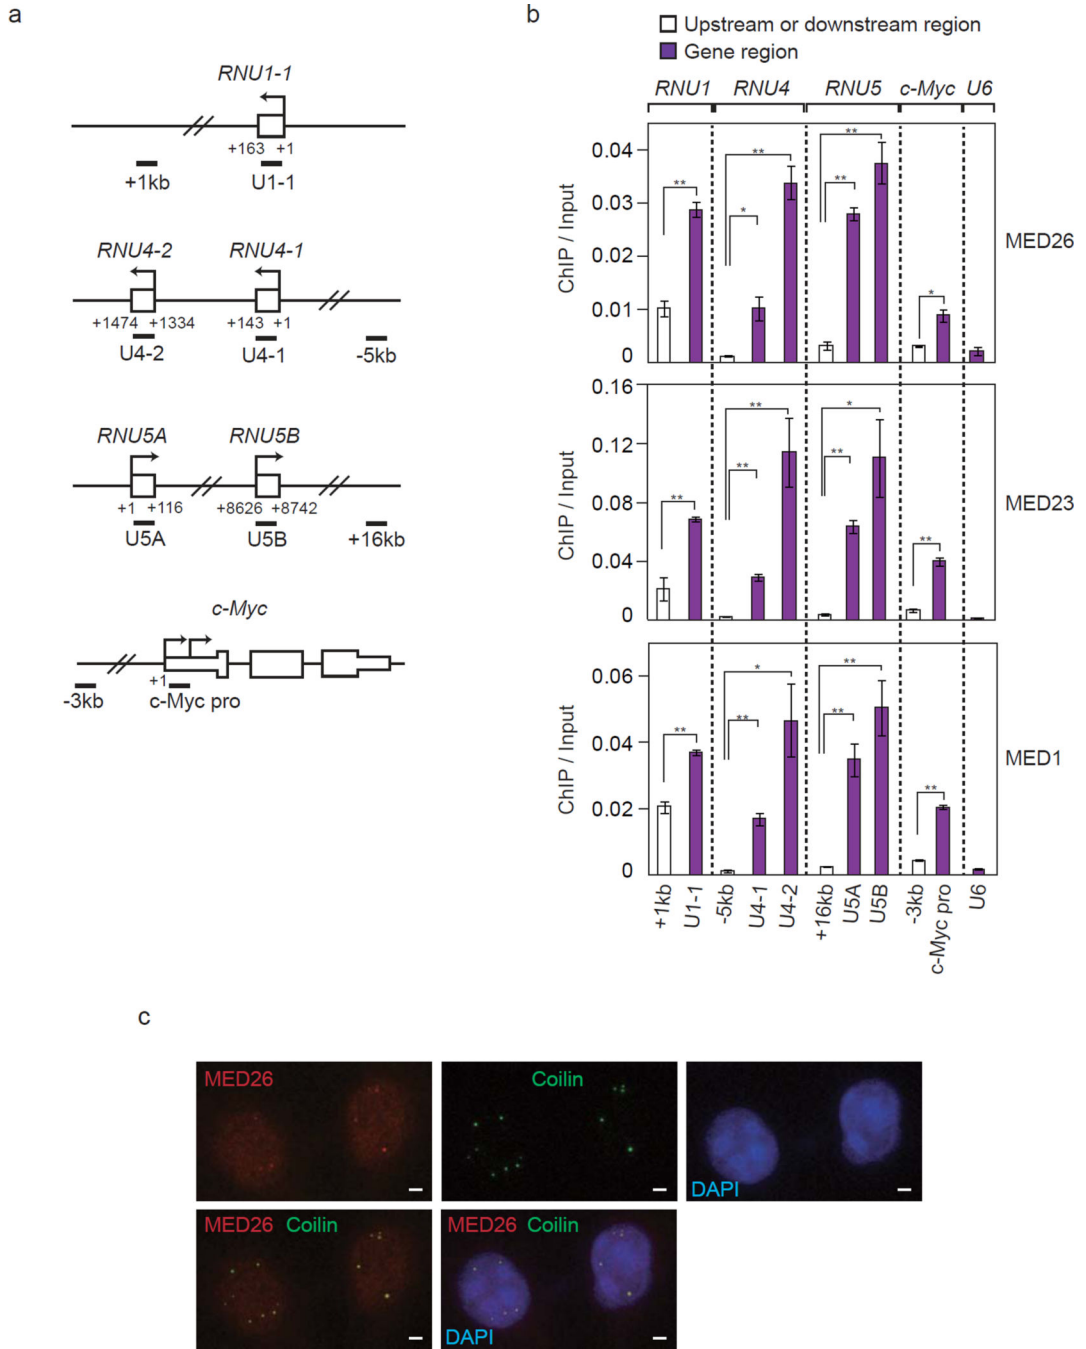 a
RNU1-1
+163 +1
+1kb U1-1
RNU4-2 RNU4-1
+1474 +1334 +143 +1
U4-2 U4-1 -5kb
RNU5A RNU5B
+1 +116 +8626 +8742
U5A U5B +16kb
c-Myc
+1
-3kb c-Myc pro
b
Upstream or downstream region
Gene region
RNU1 RNU4 RNU5 c-Myc U6
ChIP / Input
0.04
0.03
0.02
0.01
0
** * ** ** ** *
MED26
ChIP / Input
0.16
0.12
0.08
0.04
0
** ** ** ** * **
MED23
ChIP / Input
0.06
0.04
0.02
0
** ** * ** ** **
MED1
+1kb U1-1 -5kb U4-1 U4-2 +16kb U5A U5B -3kb c-Myc pro U6
c
MED26
Coilin
DAPI
MED26 Coilin
MED26 Coilin
DAPI